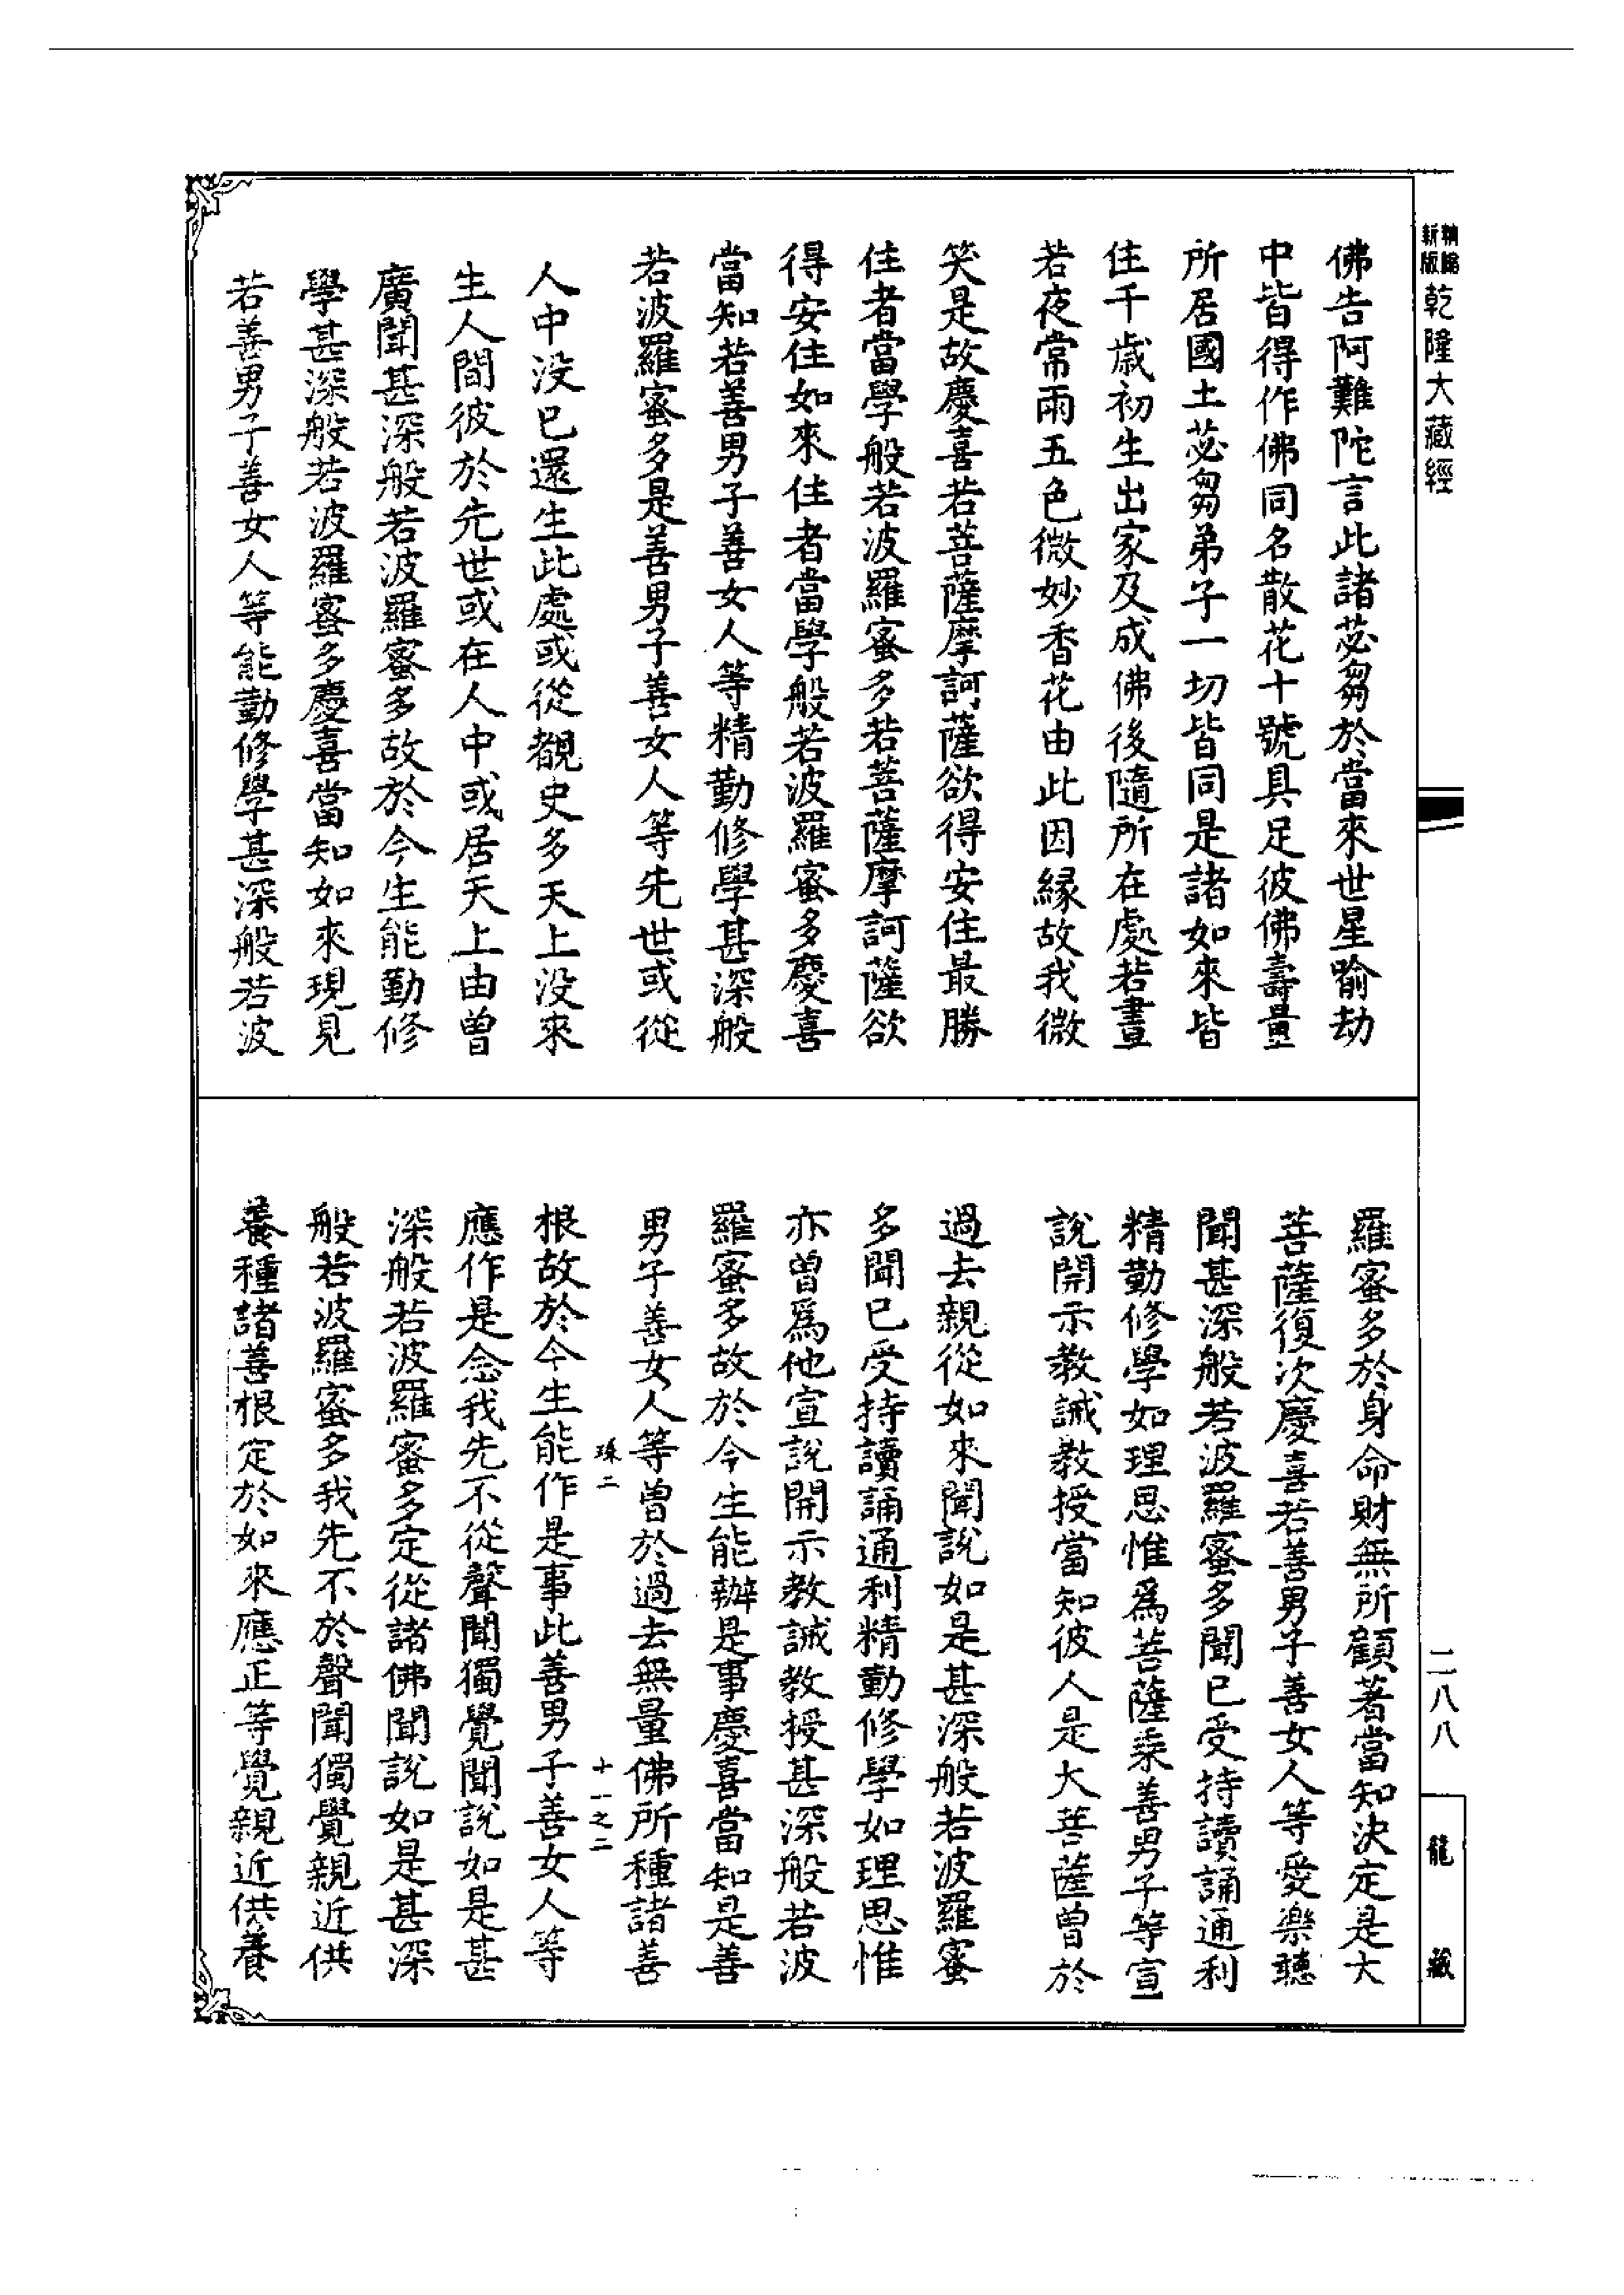 新版精縮乾隆大藏經
佛告阿難陀言此諸苾芻於當來世星喻劫
中皆得作佛同名散花十號具足彼佛壽量
所居國土苾芻弟子一切皆同是諸如來皆
住千歲初生出家及成佛後隨所在處若晝
若夜常雨五色微妙香花由此因緣故我微
笑是故慶喜若菩薩摩訶薩欲得安住最勝
住者當學般若波羅蜜多若菩薩摩訶薩欲
得安住如來住者當學般若波羅蜜多慶喜
當知若善男子善女人等精勤修學甚深般
若波羅蜜多是善男子善女人等先世或從
人中没已還生此處或從覩史多天上没來
生人間彼於先世或在人中或居天上由曾
廣聞甚深般若波羅蜜多故於今生能勤修
學甚深般若波羅蜜多慶喜當知如來現見
若善男子善女人等能勤修學甚深般若波
羅蜜多於身命財無所顧著當知決定是大
菩薩復次慶喜若善男子善女人等愛樂聽
聞甚深般若波羅蜜多聞已受持讀誦通利
精勤修學如理思惟爲菩薩乘善男子等宣
說開示教誡教授當知彼人是大菩薩曾於
過去親從如來聞說如是甚深般若波羅蜜
多聞已受持讀誦通利精勤修學如理思惟
亦曾爲他宣說開示教誡教授甚深般若波
羅蜜多故於今生能辦是事慶喜當知是善
男子善女人等曾於過去無量佛所種諸善
珠二
十一之二
根故於今生能作是事此善男子善女人等
應作是念我先不從聲聞獨覺聞說如是甚
深般若波羅蜜多定從諸佛聞說如是甚深
般若波羅蜜多我先不於聲聞獨覺親近供
養種諸善根定於如來應正等覺親近供養
二八八
龍藏